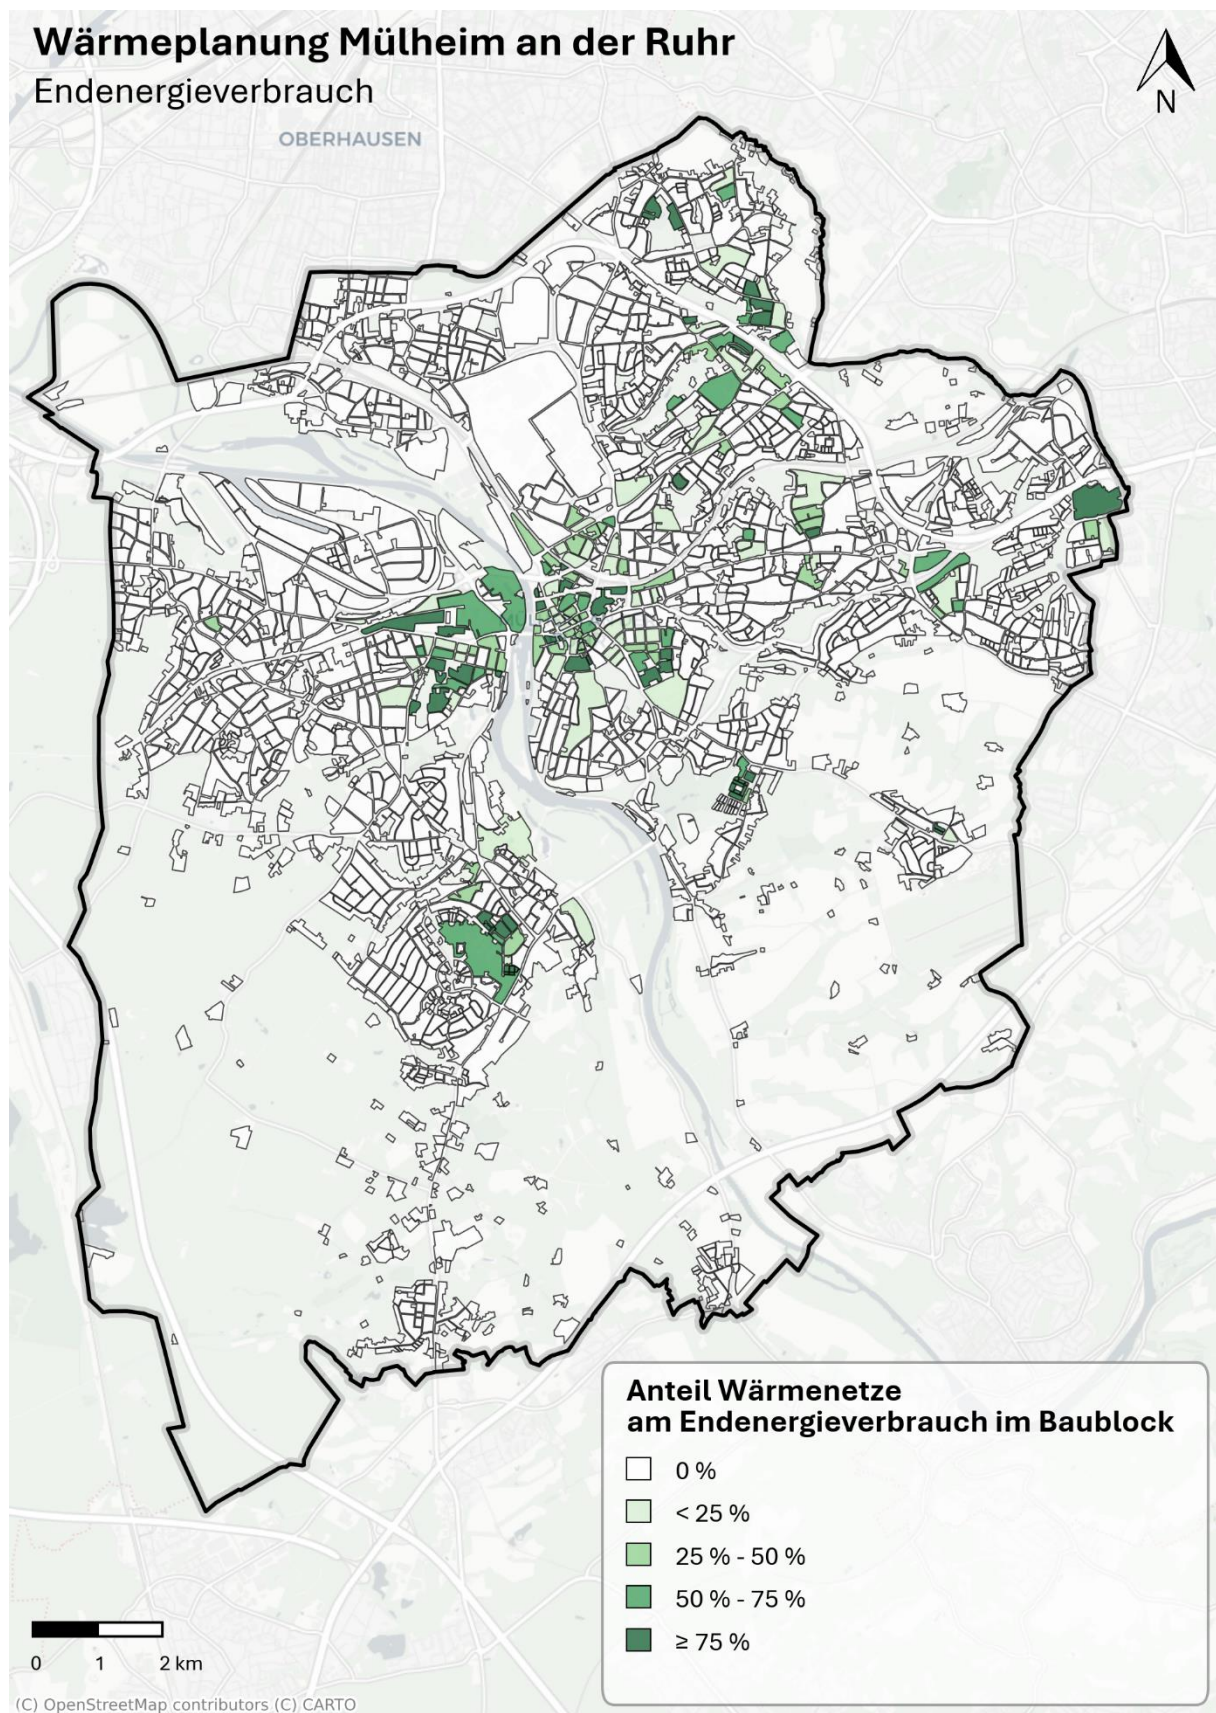 Wärmeplanung Mülheim an der Ruhr
Endenergieverbrauch
N
OBERHAUSEN
Anteil Wärmenetze
am Endenergieverbrauch im Baublock
0 %
< 25 %
25 % - 50 %
50 % - 75 %
≥ 75 %
0 1 2 km
(C) OpenStreetMap contributors (C) CARTO